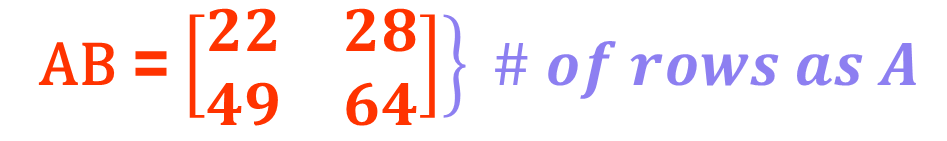 AB = [22 28
49 64] } # of rows as A